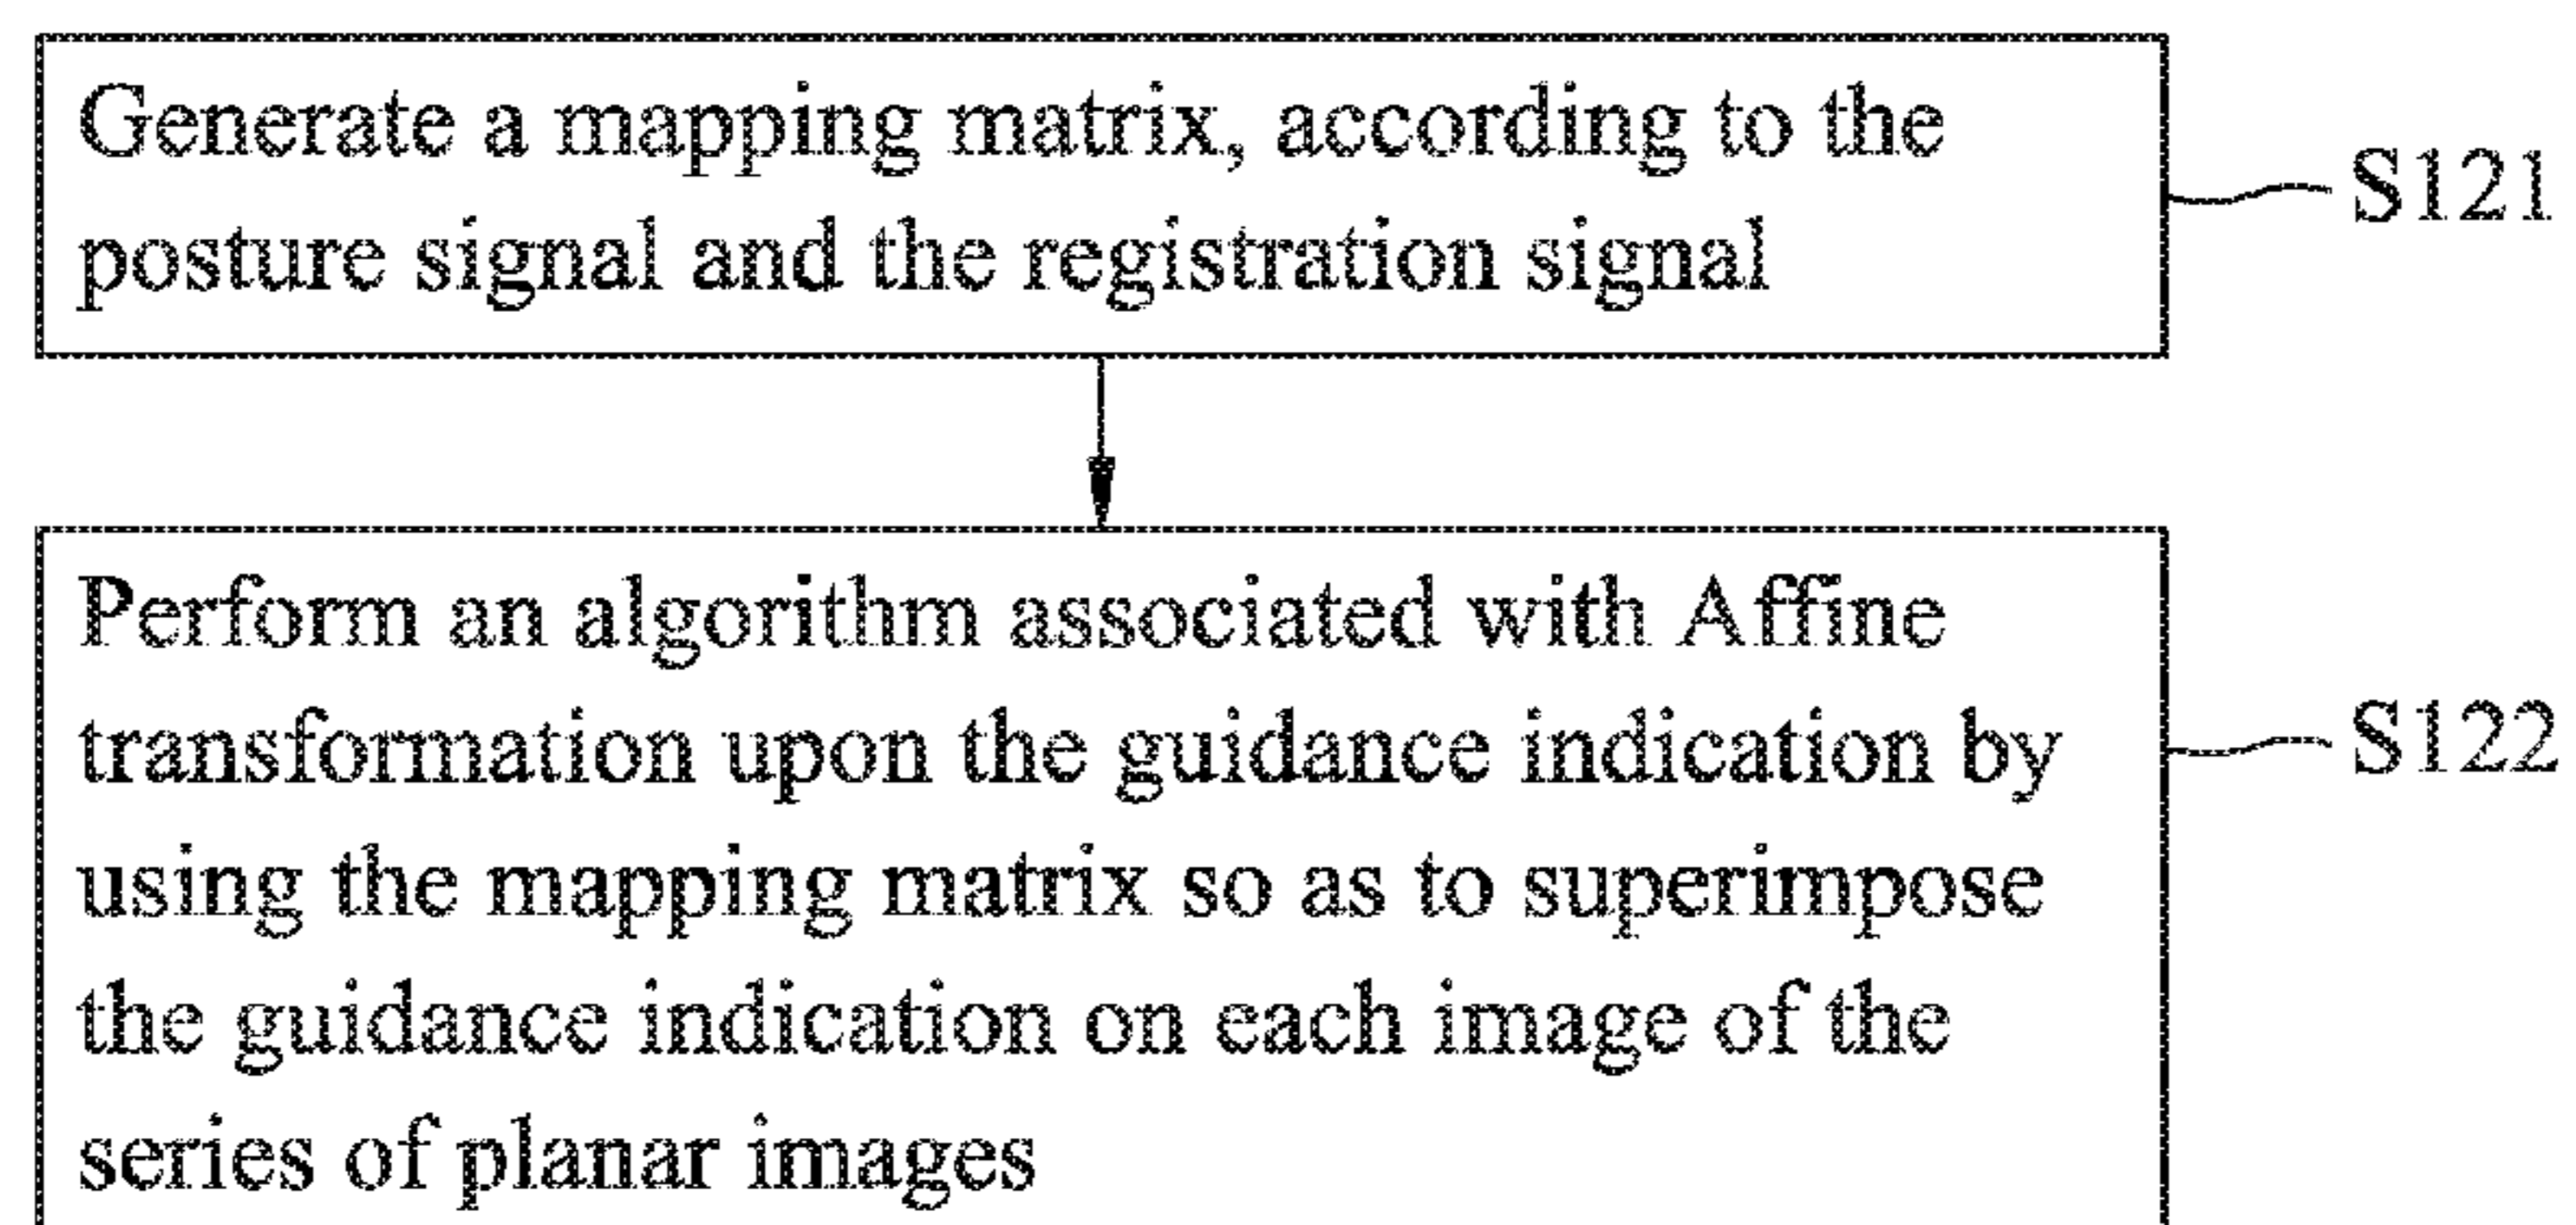 Generate a mapping matrix, according to the
posture signal and the registration signal
S121
Perform an algorithm associated with Affine
transformation upon the guidance indication by
using the mapping matrix so as to superimpose
the guidance indication on each image of the
series of planar images
S122